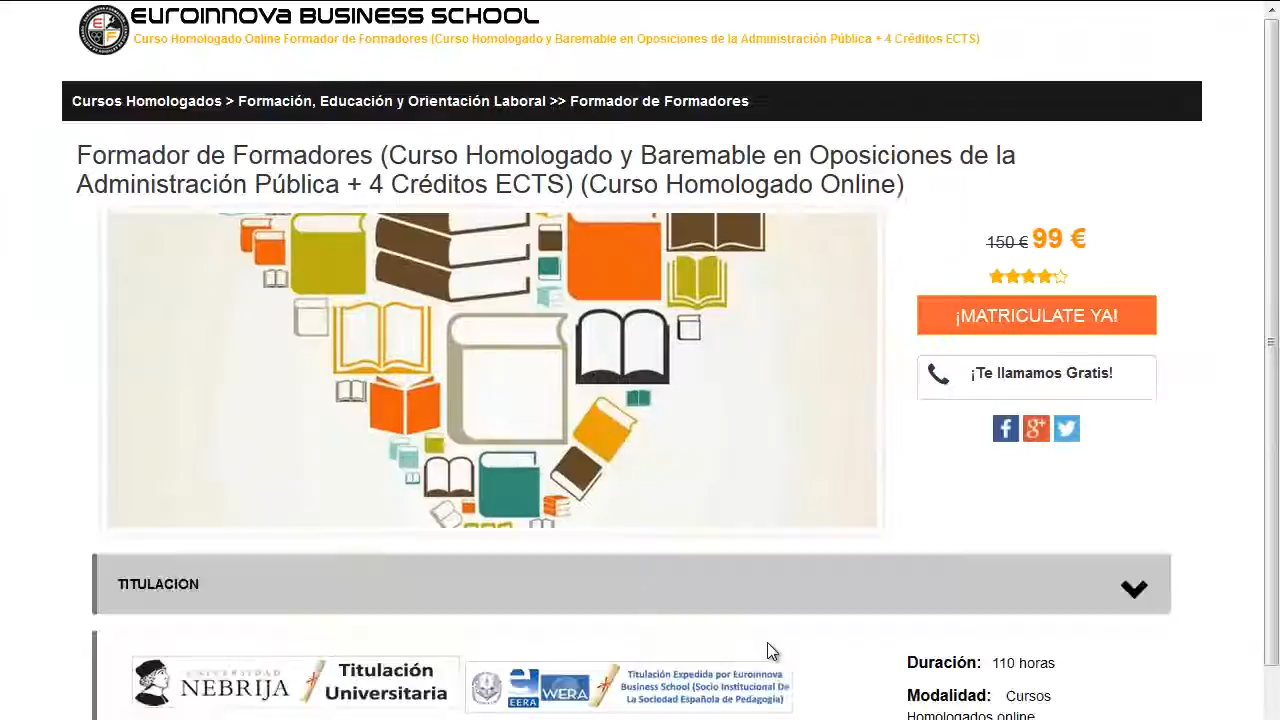 EUROINNOVA BUSINESS SCHOOL
Curso Homologado Online Formador de Formadores (Curso Homologado y Baremable en Oposiciones de la Administración Pública + 4 Créditos ECTS)
Cursos Homologados > Formación, Educación y Orientación Laboral >> Formador de Formadores
Formador de Formadores (Curso Homologado y Baremable en Oposiciones de la
Administración Pública + 4 Créditos ECTS) (Curso Homologado Online)
150 € 99 €
¡MATRICULATE YA!
¡Te llamamos Gratis!
TITULACION
UNIVERSIDAD
NEBRIJA
Titulación
Universitaria
EERA
WERA
Titulación Expedida por Euroinnova
Business School (Socio Institucional De
La Sociedad Española de Pedagogía)
Duración: 110 horas
Modalidad: Cursos
Homologados online